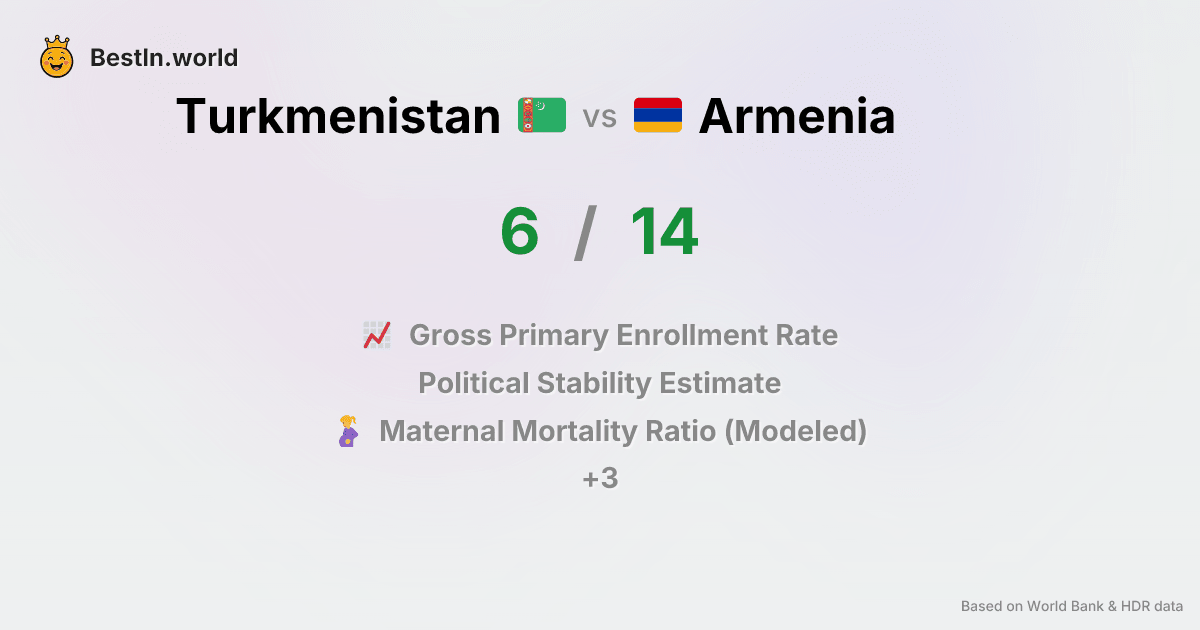 BestIn.world
Turkmenistan vs Armenia
6 / 14
Gross Primary Enrollment Rate
Political Stability Estimate
Maternal Mortality Ratio (Modeled)
+3
Based on World Bank & HDR data